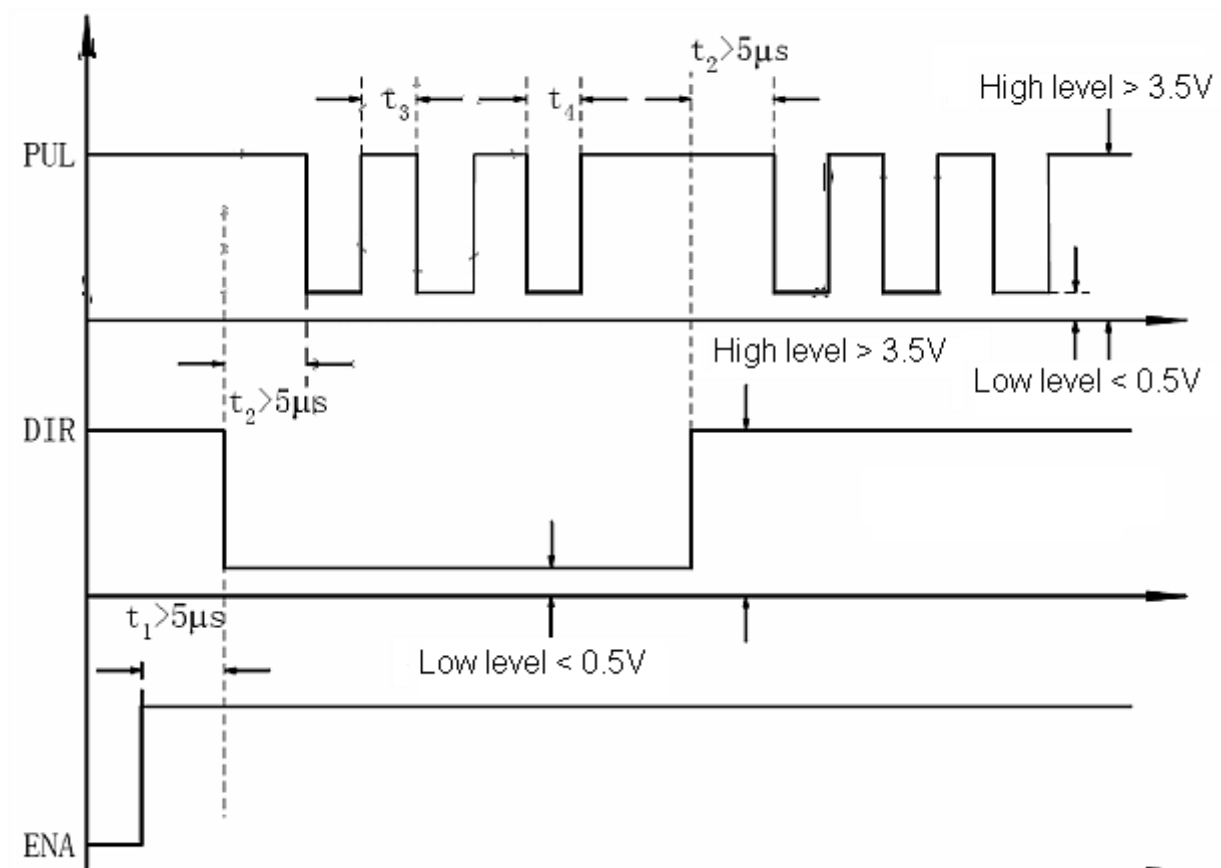 t₂>5μs
High level > 3.5V
t₃
t₄
PUL
High level > 3.5V
Low level < 0.5V
t₂>5μs
DIR
t₁>5μs
Low level < 0.5V
ENA